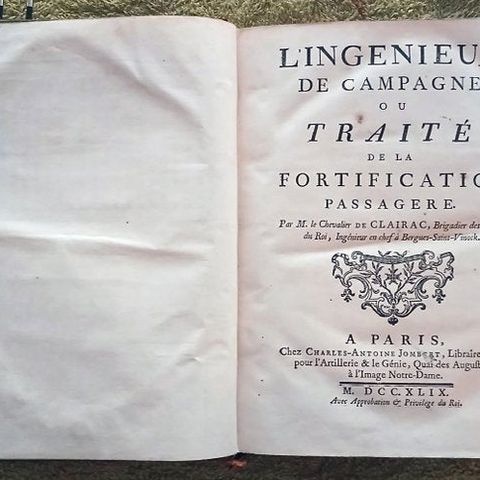 L'INGENIEU
DE CAMPAGNE
OU
TRAITÉ
DE LA
FORTIFICATIO
PASSAGERE.
Par M. le Chevalier DE CLAIRAC, Brigadier des
du Roi, Ingénieur en chef à Bergues-Saint-Vinock.
A PARIS,
Chez CHARLES-ANTOINE JOMBERT, Libraire
pour l'Artillerie & le Génie, Quai des August
à l'Image Notre-Dame.
M. DCC. XLIX.
Avec Approbation & Privilege du Roi.